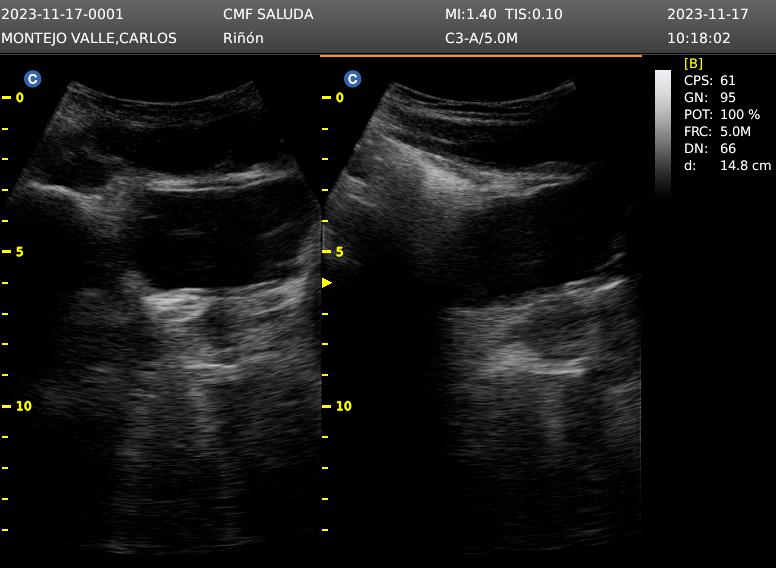 2023-11-17-0001 CMF SALUDA MI:1.40 TIS:0.10 2023-11-17
MONTEJO VALLE,CARLOS Riñón C3-A/5.0M 10:18:02
C
C
[B]
CPS: 61
GN: 95
POT: 100 %
FRC: 5.0M
DN: 66
d: 14.8 cm
0
0
5
5
10
10